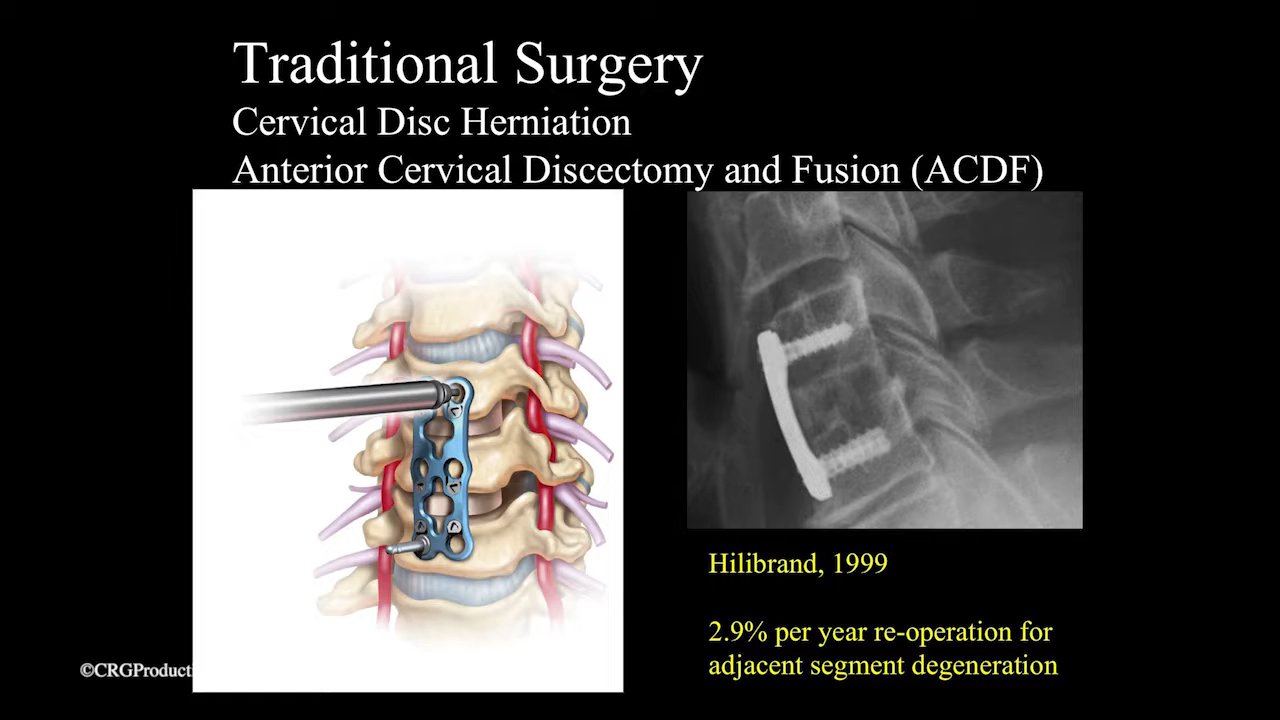 Traditional Surgery
Cervical Disc Herniation
Anterior Cervical Discectomy and Fusion (ACDF)
Hilibrand, 1999
2.9% per year re-operation for
adjacent segment degeneration
©CRGProducti